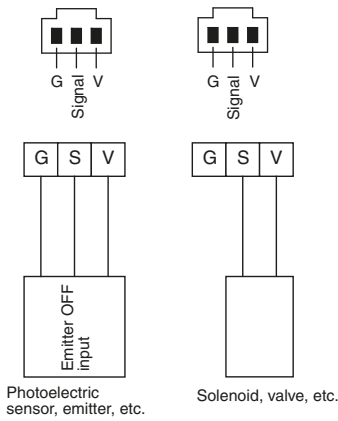 G Signal V
G Signal V
G S V
G S V
Emitter OFF
input
Photoelectric
sensor, emitter, etc.
Solenoid, valve, etc.